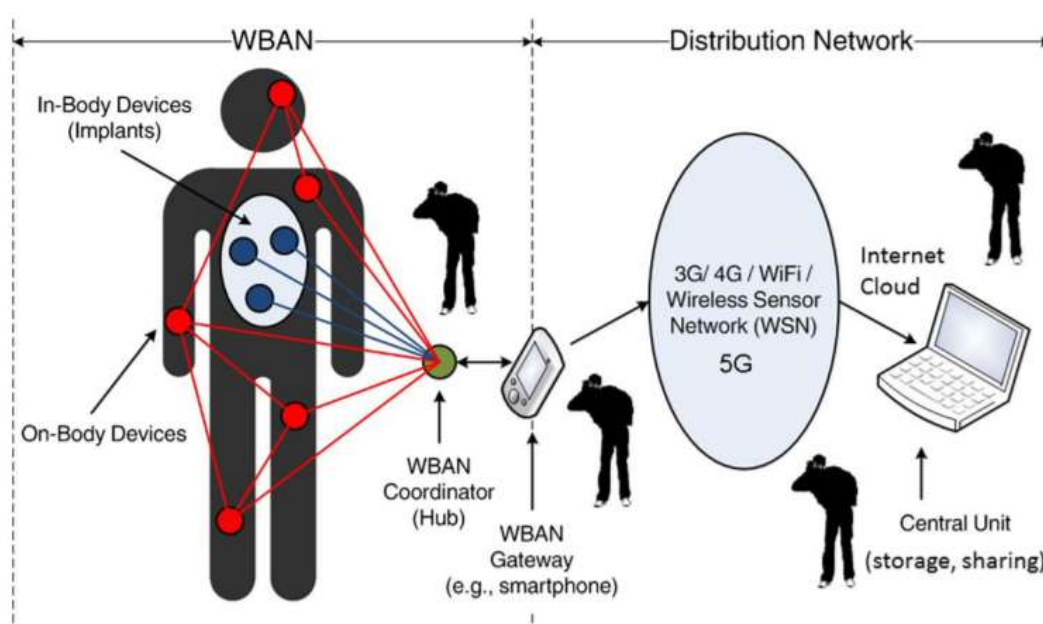 WBAN
Distribution Network
In-Body Devices
(Implants)
On-Body Devices
WBAN
Coordinator
(Hub)
WBAN
Gateway
(e.g., smartphone)
3G/ 4G / WiFi /
Wireless Sensor
Network (WSN)
5G
Internet
Cloud
Central Unit
(storage, sharing)